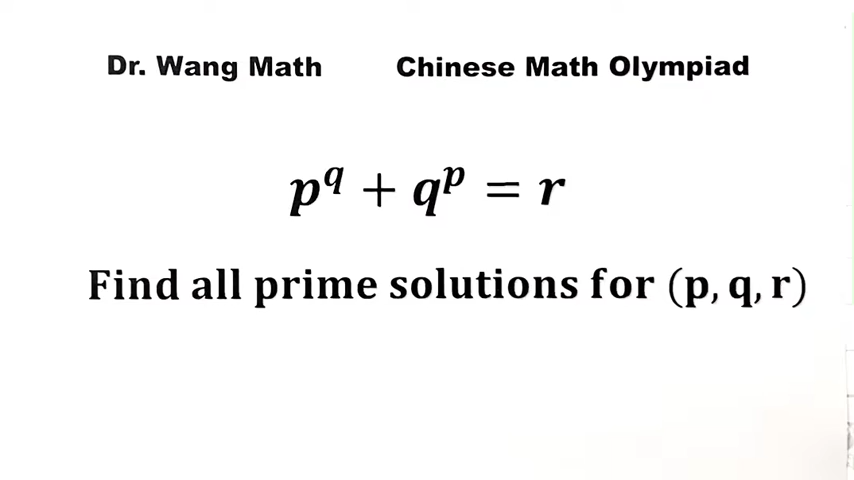 Dr. Wang Math Chinese Math Olympiad
p^q + q^p = r
Find all prime solutions for (p, q, r)